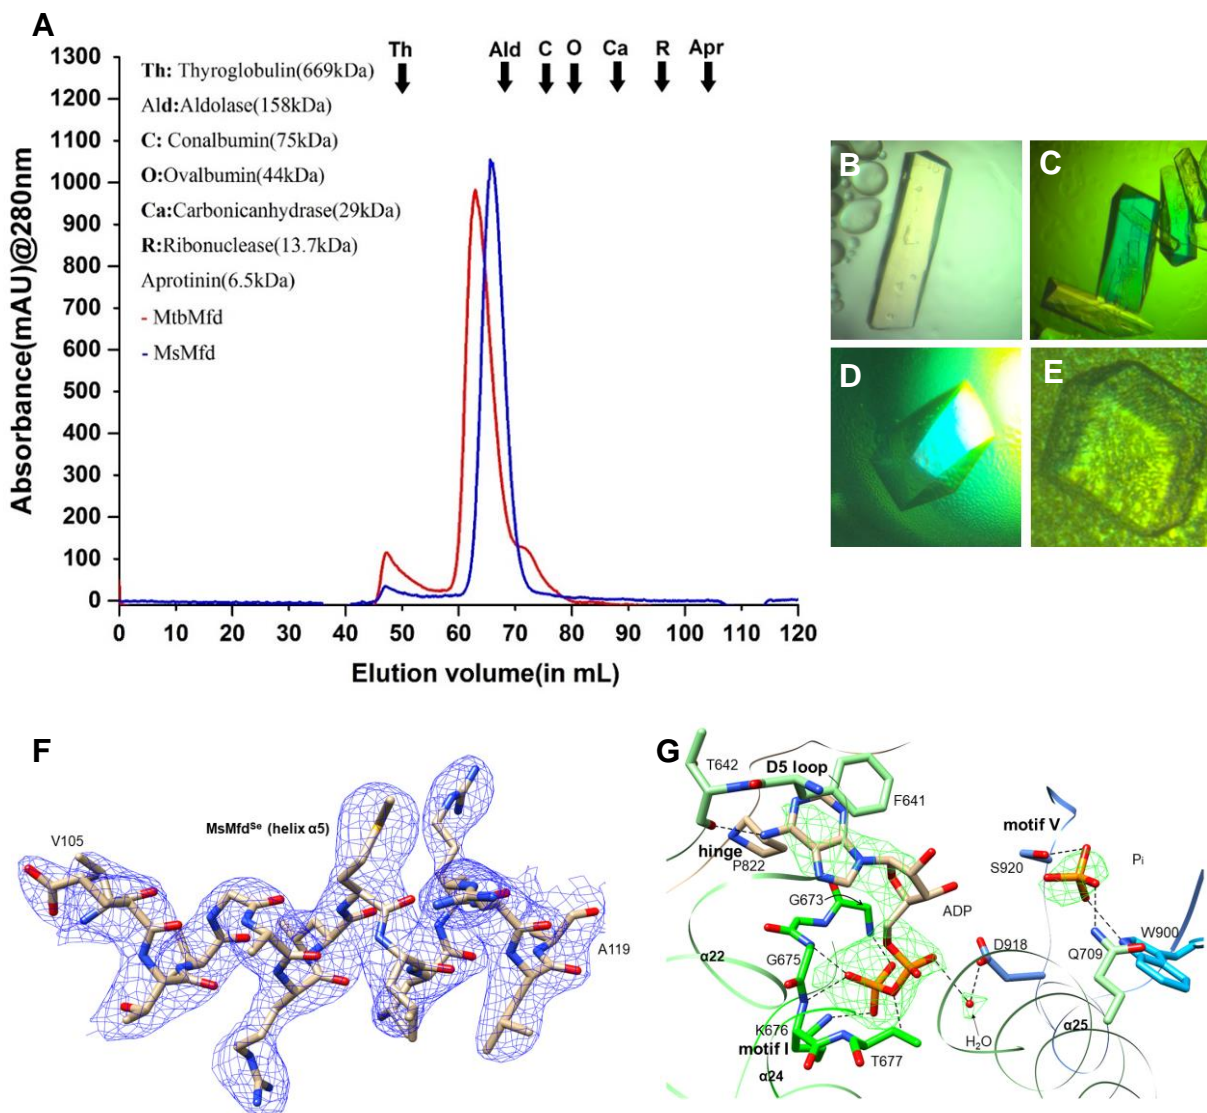 A
Th Ald C O Ca R Apr
1300
1200
1100
1000
900
800
700
600
500
400
300
200
100
0
Absorbance(mAU)@280nm
Th: Thyroglobulin(669kDa)
Ald:Aldolase(158kDa)
C: Conalbumin(75kDa)
O:Ovalbumin(44kDa)
Ca:Carbonicanhydrase(29kDa)
R:Ribonuclease(13.7kDa)
Aprotinin(6.5kDa)
- MtbMfd
- MsMfd
0 10 20 30 40 50 60 70 80 90 100 110 120
Elution volume(in mL)
B
C
D
E
F
V105
MsMfdSe (helix α5)
A119
G
T642
D5 loop
F641
hinge
P822
G673
ADP
G675
α22
K676
motif I
α24
T677
motif V
S920
Pi
D918
W900
Q709
α25
H2O